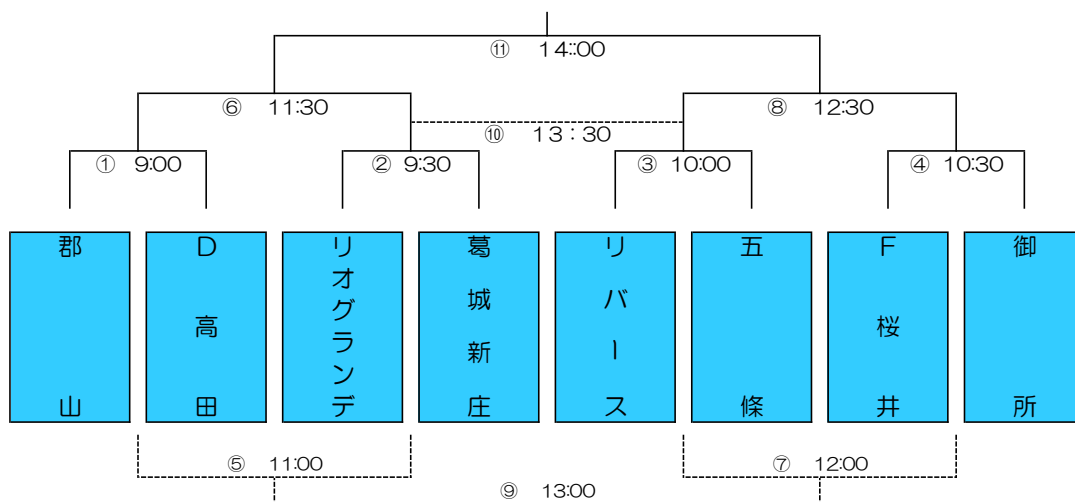 ⑪ 14::00
⑥ 11:30
⑧ 12:30
⑩ 13：30
① 9:00
② 9:30
③ 10:00
④ 10:30
郡山
D高田
リオグランデ
葛城新庄
リバース
五條
F桜井
御所
⑤ 11:00
⑦ 12:00
⑨ 13:00